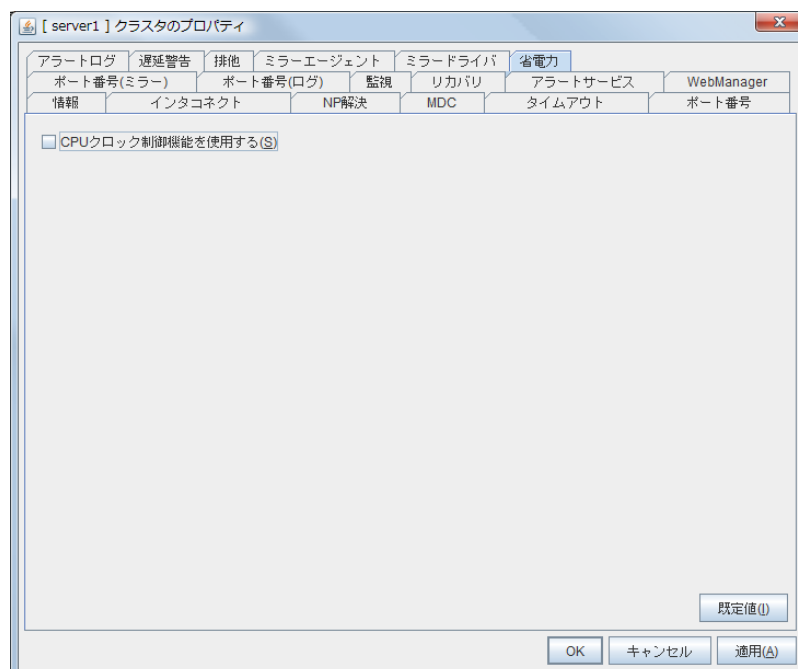 [ server1 ] クラスタのプロパティ
アラートログ 遅延警告 排他 ミラーエージェント ミラードライバ 省電力
ポート番号(ミラー) ポート番号(ログ) 監視 リカバリ アラートサービス WebManager
情報 インタコネクト NP解決 MDC タイムアウト ポート番号
CPUクロック制御機能を使用する(S)
既定値(I)
OK キャンセル 適用(A)